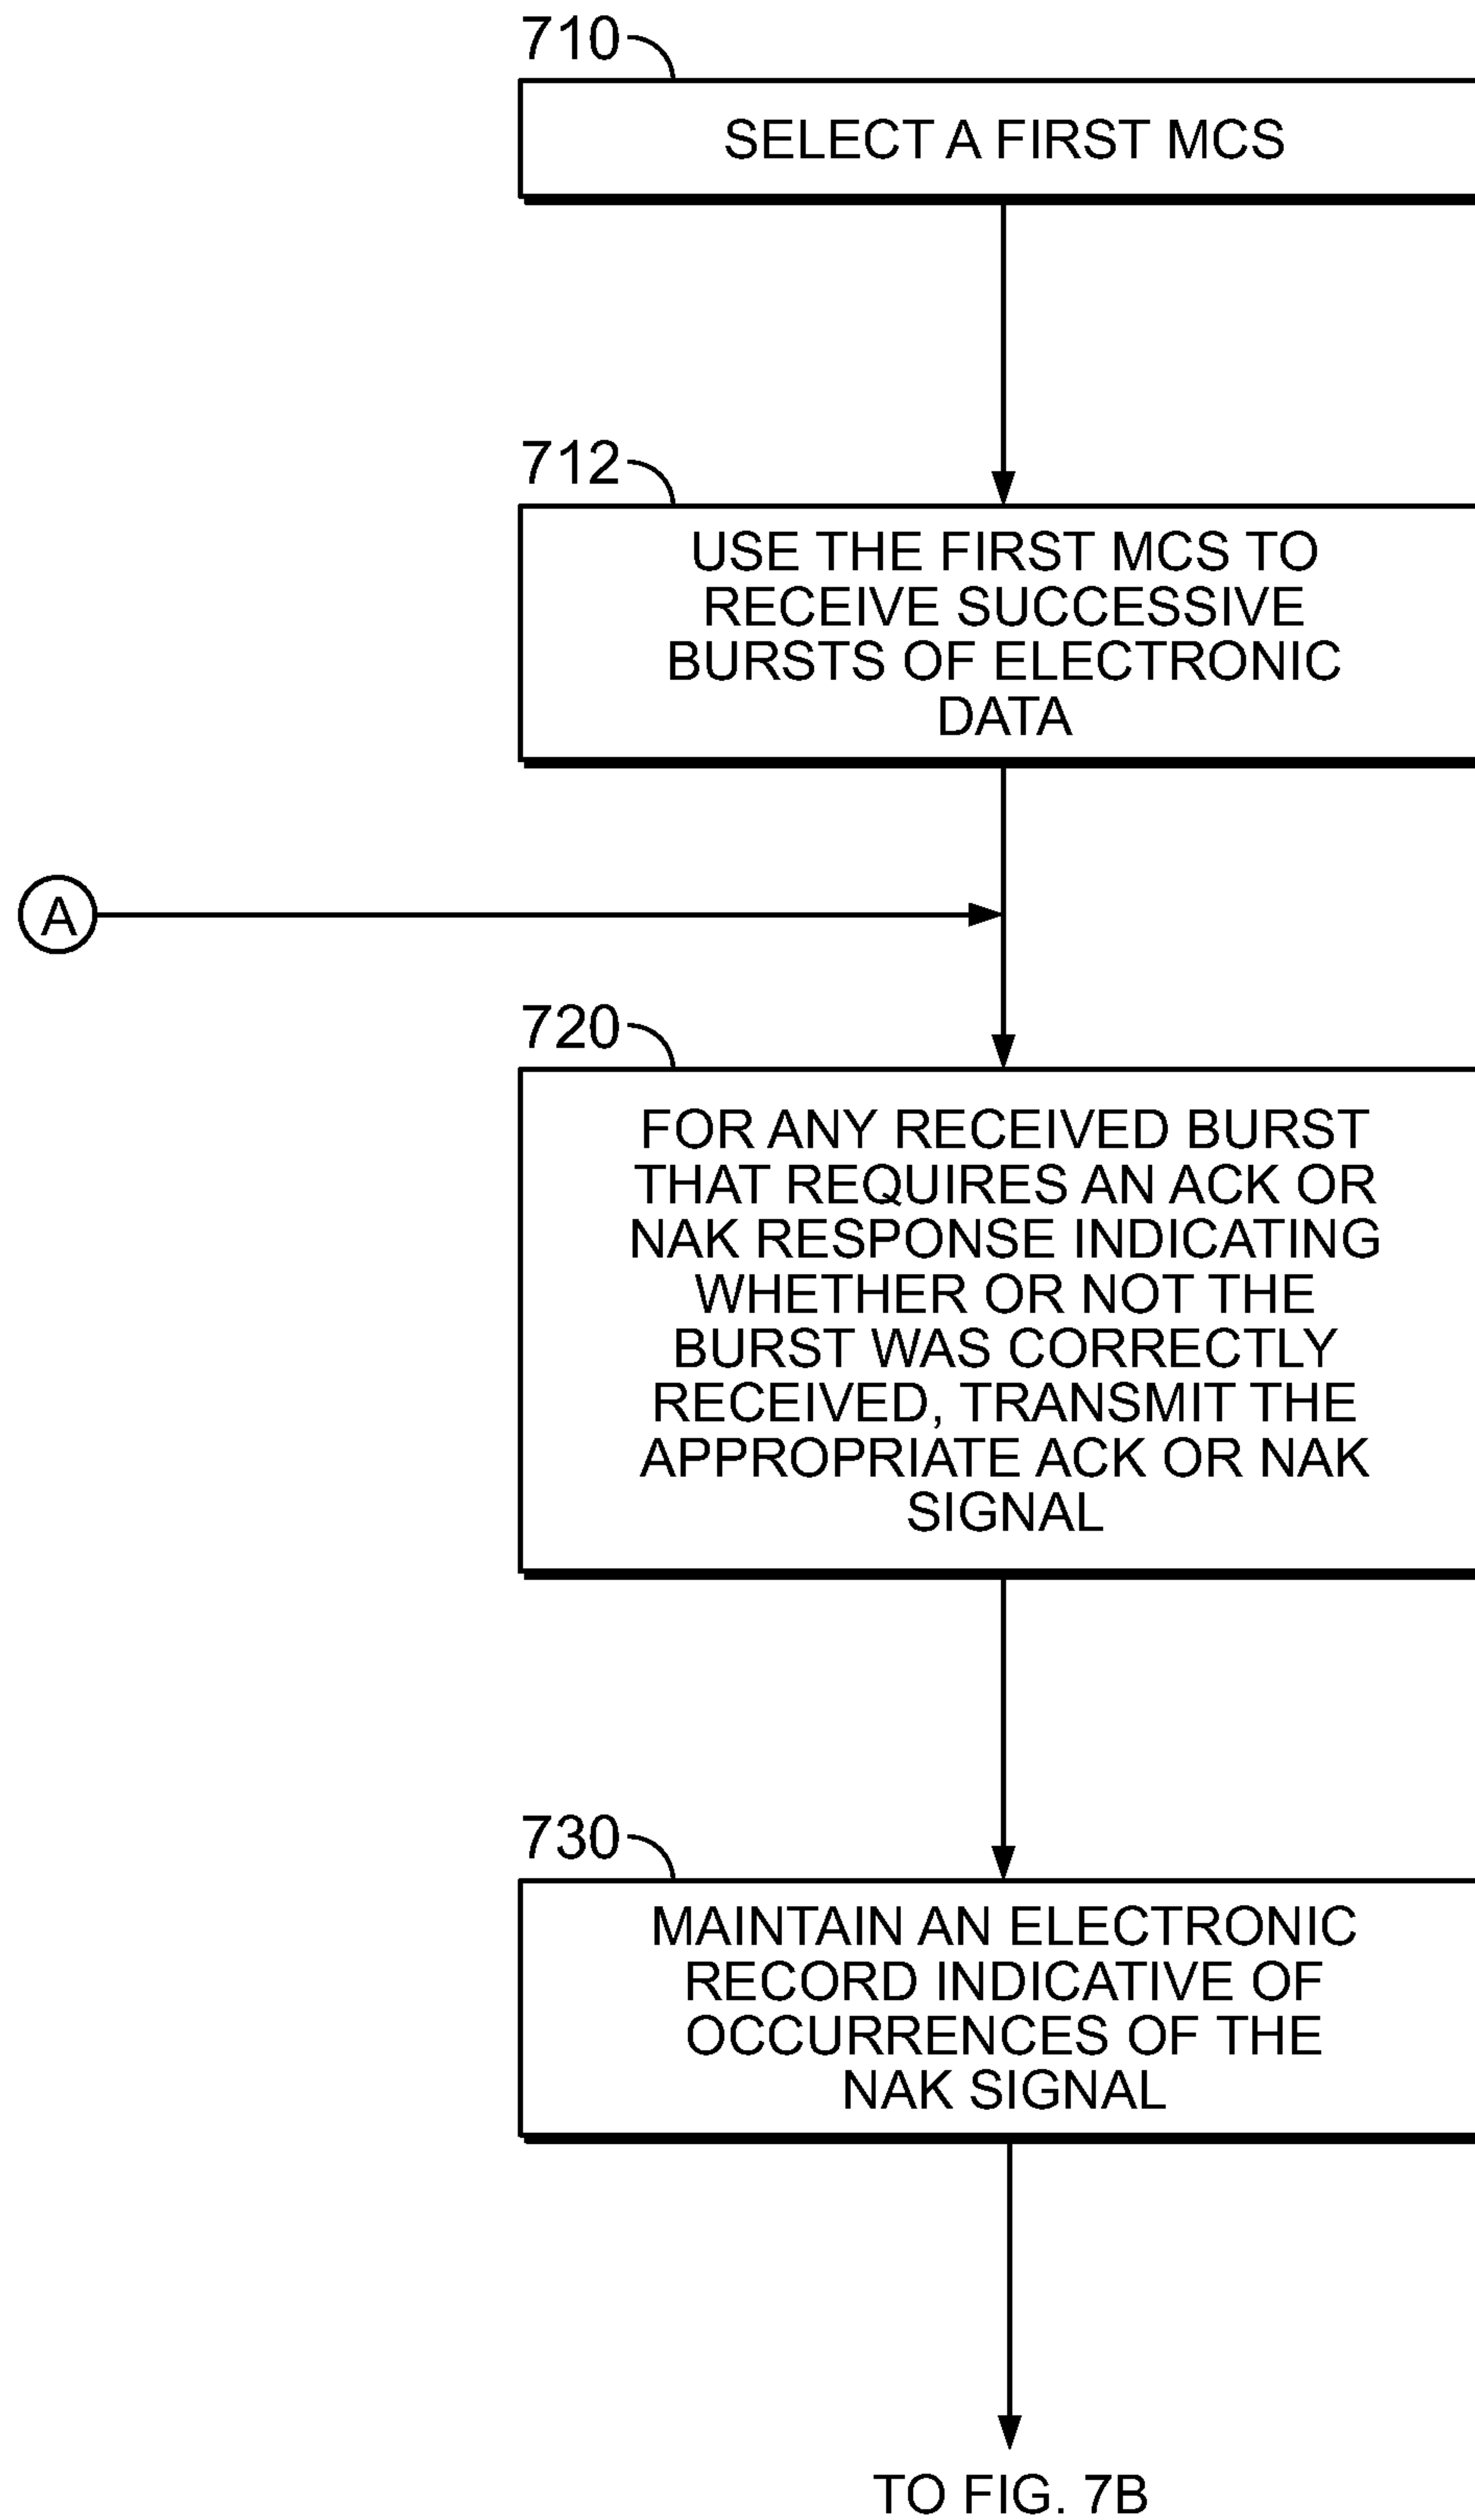 710
SELECT A FIRST MCS
712
USE THE FIRST MCS TO
RECEIVE SUCCESSIVE
BURSTS OF ELECTRONIC
DATA
A
720
FOR ANY RECEIVED BURST
THAT REQUIRES AN ACK OR
NAK RESPONSE INDICATING
WHETHER OR NOT THE
BURST WAS CORRECTLY
RECEIVED, TRANSMIT THE
APPROPRIATE ACK OR NAK
SIGNAL
730
MAINTAIN AN ELECTRONIC
RECORD INDICATIVE OF
OCCURRENCES OF THE
NAK SIGNAL
TO FIG. 7B